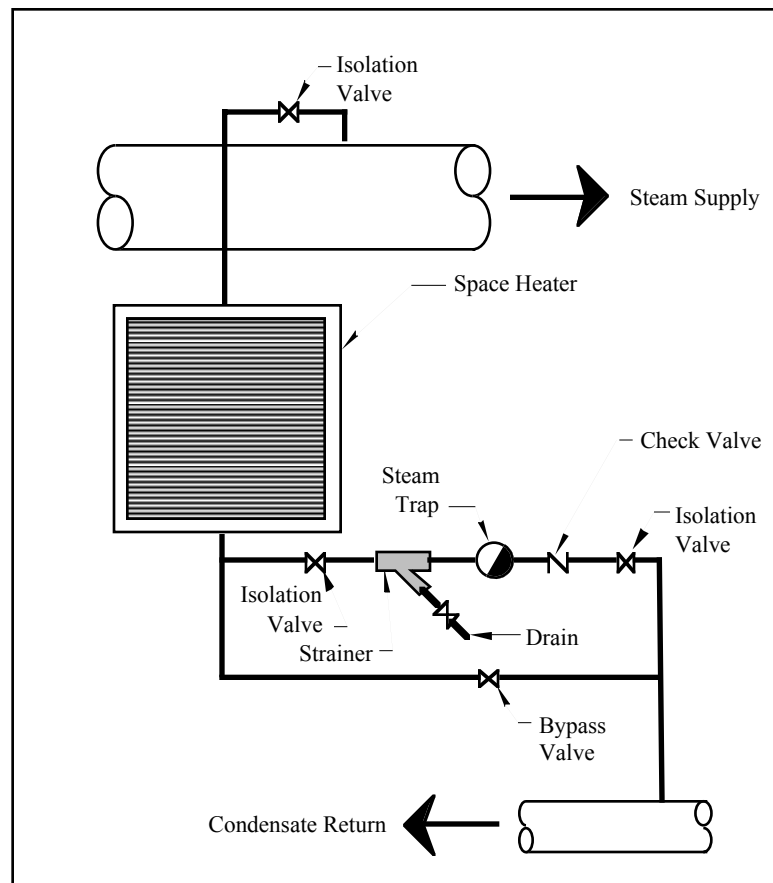 Isolation
Valve
Steam Supply
Space Heater
Check Valve
Steam
Trap
Isolation
Valve
Isolation
Valve
Strainer
Drain
Bypass
Valve
Condensate Return